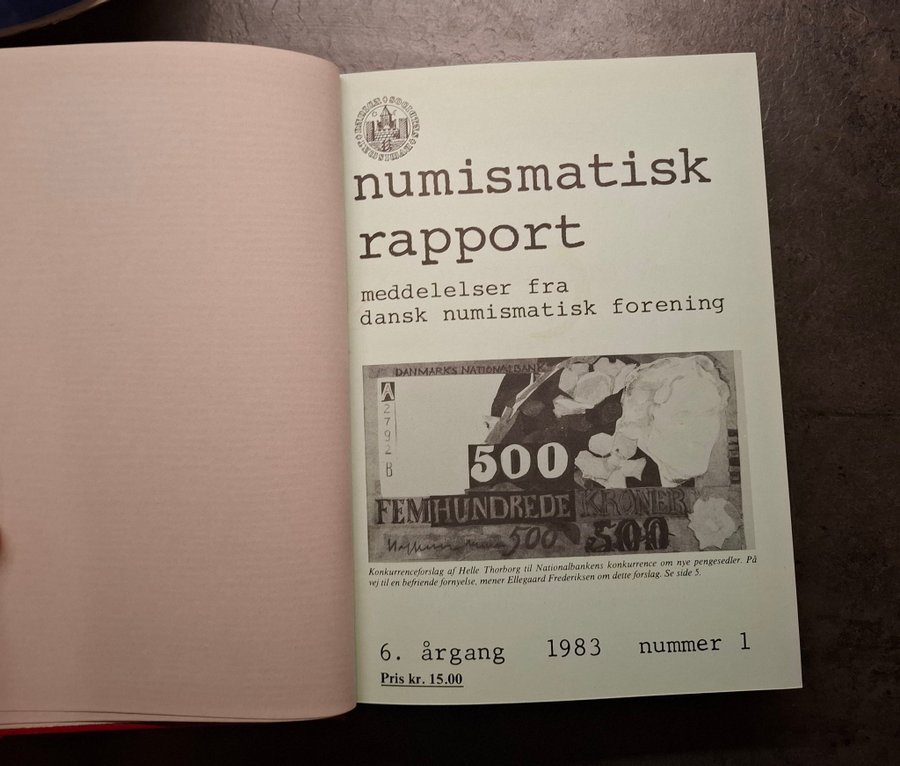 numismatisk
rapport
meddelelser fra
dansk numismatisk forening
DANMARKS NATIONALBANK
A
2792
B
500
FEMHUNDREDE KRONER
500 500
Konkurrenceforslag af Helle Thorborg til Nationalbankens konkurrence om nye pengesedler. På
vej til en befriende fornyelse, mener Ellegaard Frederiksen om dette forslag. Se side 5.
6. årgang 1983 nummer 1
Pris kr. 15.00